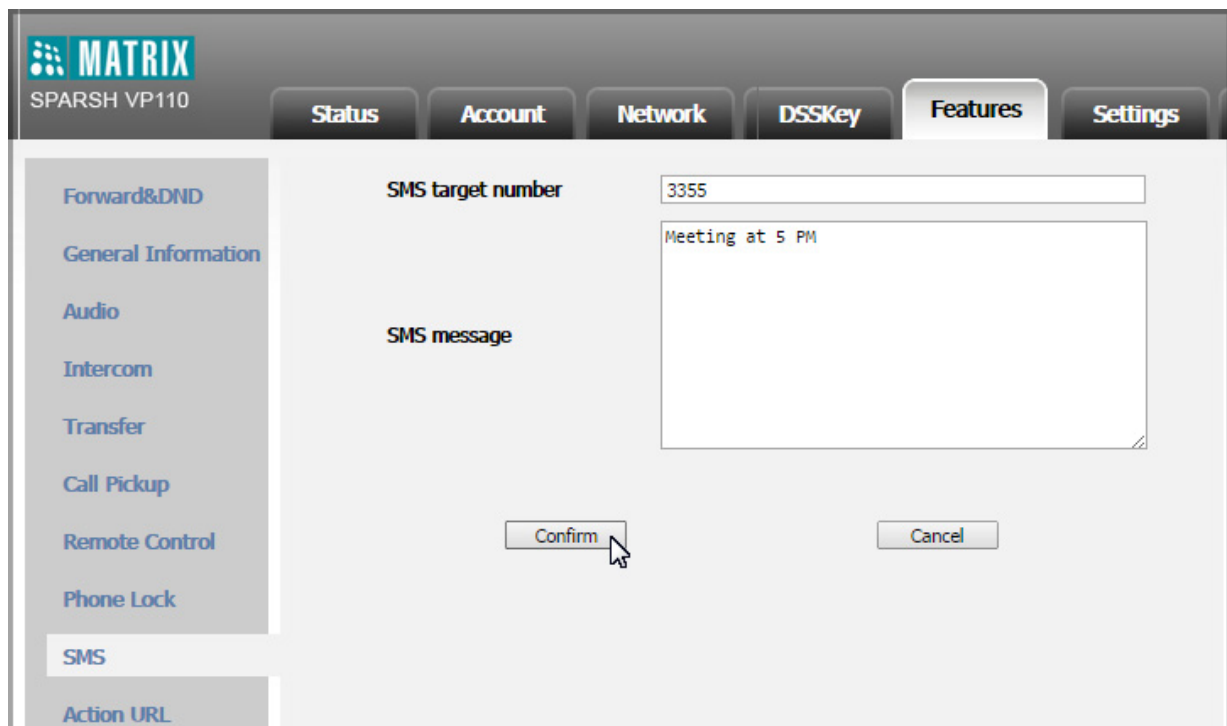 MATRIX
SPARSH VP110
Status Account Network DSSKey Features Settings
Forward&DND
General Information
Audio
Intercom
Transfer
Call Pickup
Remote Control
Phone Lock
SMS
Action URL
SMS target number 3355
SMS message Meeting at 5 PM
Confirm Cancel